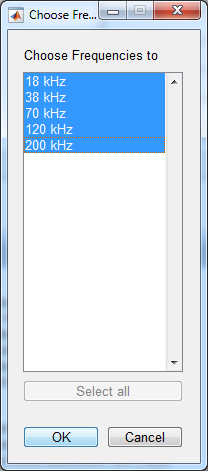 Choose Fre...
Choose Frequencies to
18 kHz
38 kHz
70 kHz
120 kHz
200 kHz
Select all
OK Cancel